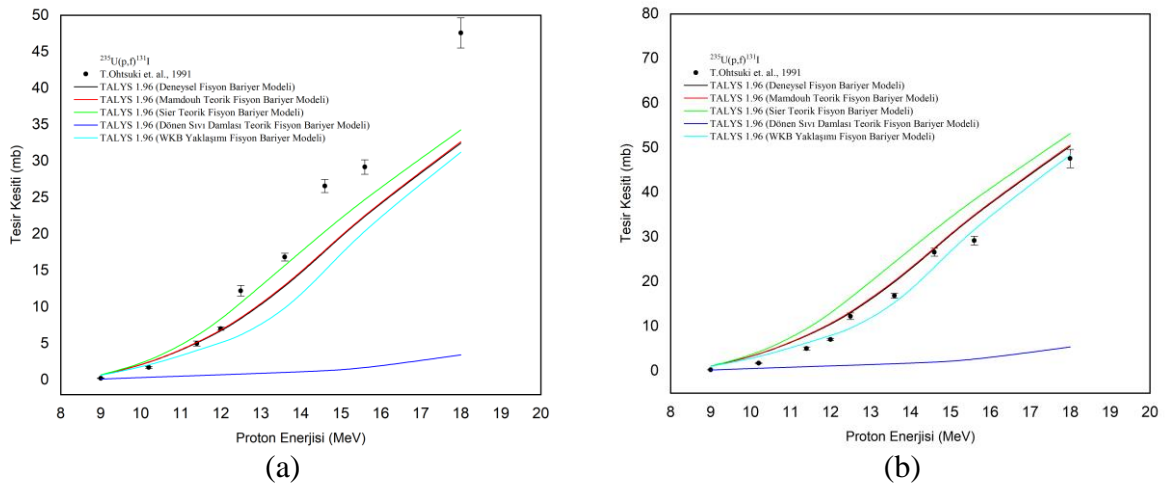 50
45
40
35
30
25
20
15
10
5
0
Tesir Kesiti (mb)
²³⁵U(p,f)¹³¹I
T.Ohtsuki et. al., 1991
TALYS 1.96 (Deneysel Fisyon Bariyer Modeli)
TALYS 1.96 (Mamdouh Teorik Fisyon Bariyer Modeli)
TALYS 1.96 (Sier Teorik Fisyon Bariyer Modeli)
TALYS 1.96 (Dönen Sıvı Damlası Teorik Fisyon Bariyer Modeli)
TALYS 1.96 (WKB Yaklaşımı Fisyon Bariyer Modeli)
8 9 10 11 12 13 14 15 16 17 18 19 20
Proton Enerjisi (MeV)
(a)
80
70
60
50
40
30
20
10
0
Tesir Kesiti (mb)
²³⁵U(p,f)¹³¹I
T.Ohtsuki et. al., 1991
TALYS 1.96 (Deneysel Fisyon Bariyer Modeli)
TALYS 1.96 (Mamdouh Teorik Fisyon Bariyer Modeli)
TALYS 1.96 (Sier Teorik Fisyon Bariyer Modeli)
TALYS 1.96 (Dönen Sıvı Damlası Teorik Fisyon Bariyer Modeli)
TALYS 1.96 (WKB Yaklaşımı Fisyon Bariyer Modeli)
8 9 10 11 12 13 14 15 16 17 18 19 20
Proton Enerjisi (MeV)
(b)